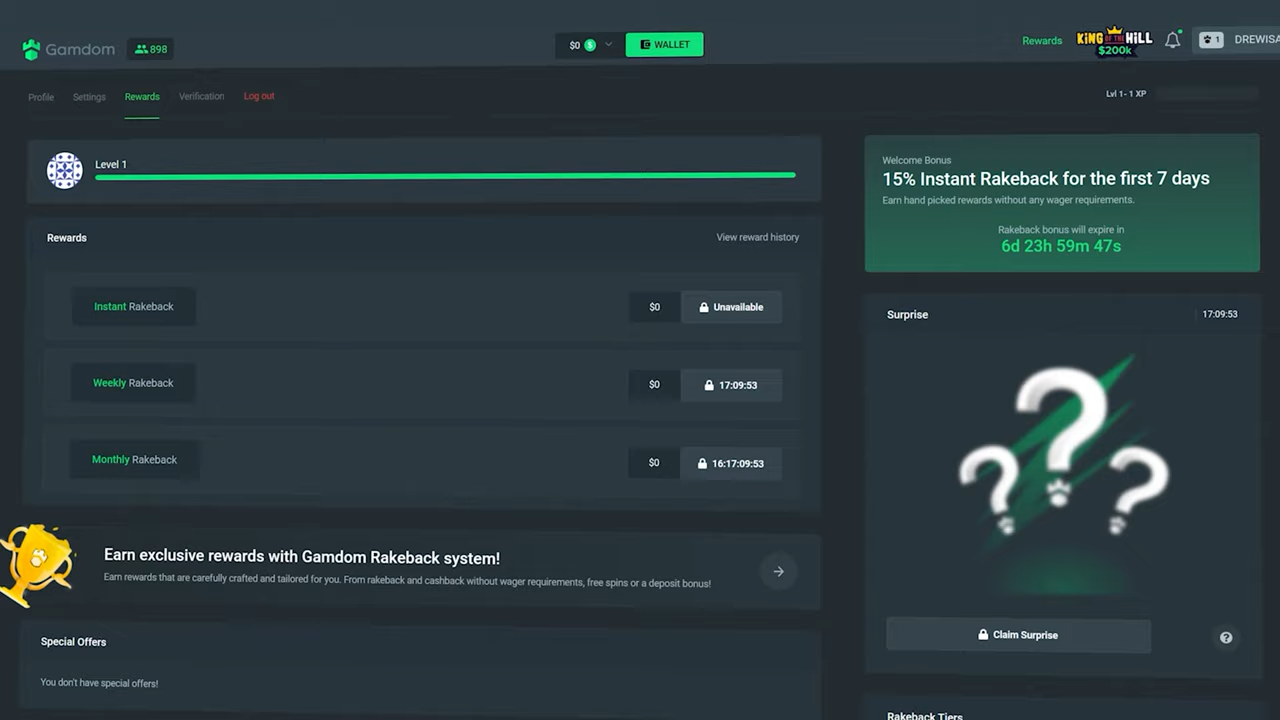 Gamdom
898
$0
WALLET
Rewards
KING OF THE HILL
$200k
1
DREWISA
Profile
Settings
Rewards
Verification
Log out
Lvl 1- 1 XP
Level 1
Rewards
View reward history
Instant Rakeback
$0
Unavailable
Weekly Rakeback
$0
17:09:53
Monthly Rakeback
$0
16:17:09:53
Earn exclusive rewards with Gamdom Rakeback system!
Earn rewards that are carefully crafted and tailored for you. From rakeback and cashback without wager requirements, free spins or a deposit bonus!
Special Offers
You don't have special offers!
Welcome Bonus
15% Instant Rakeback for the first 7 days
Earn hand picked rewards without any wager requirements.
Rakeback bonus will expire in
6d 23h 59m 47s
Surprise
17:09:53
???
Claim Surprise
?
Rakeback Tiers